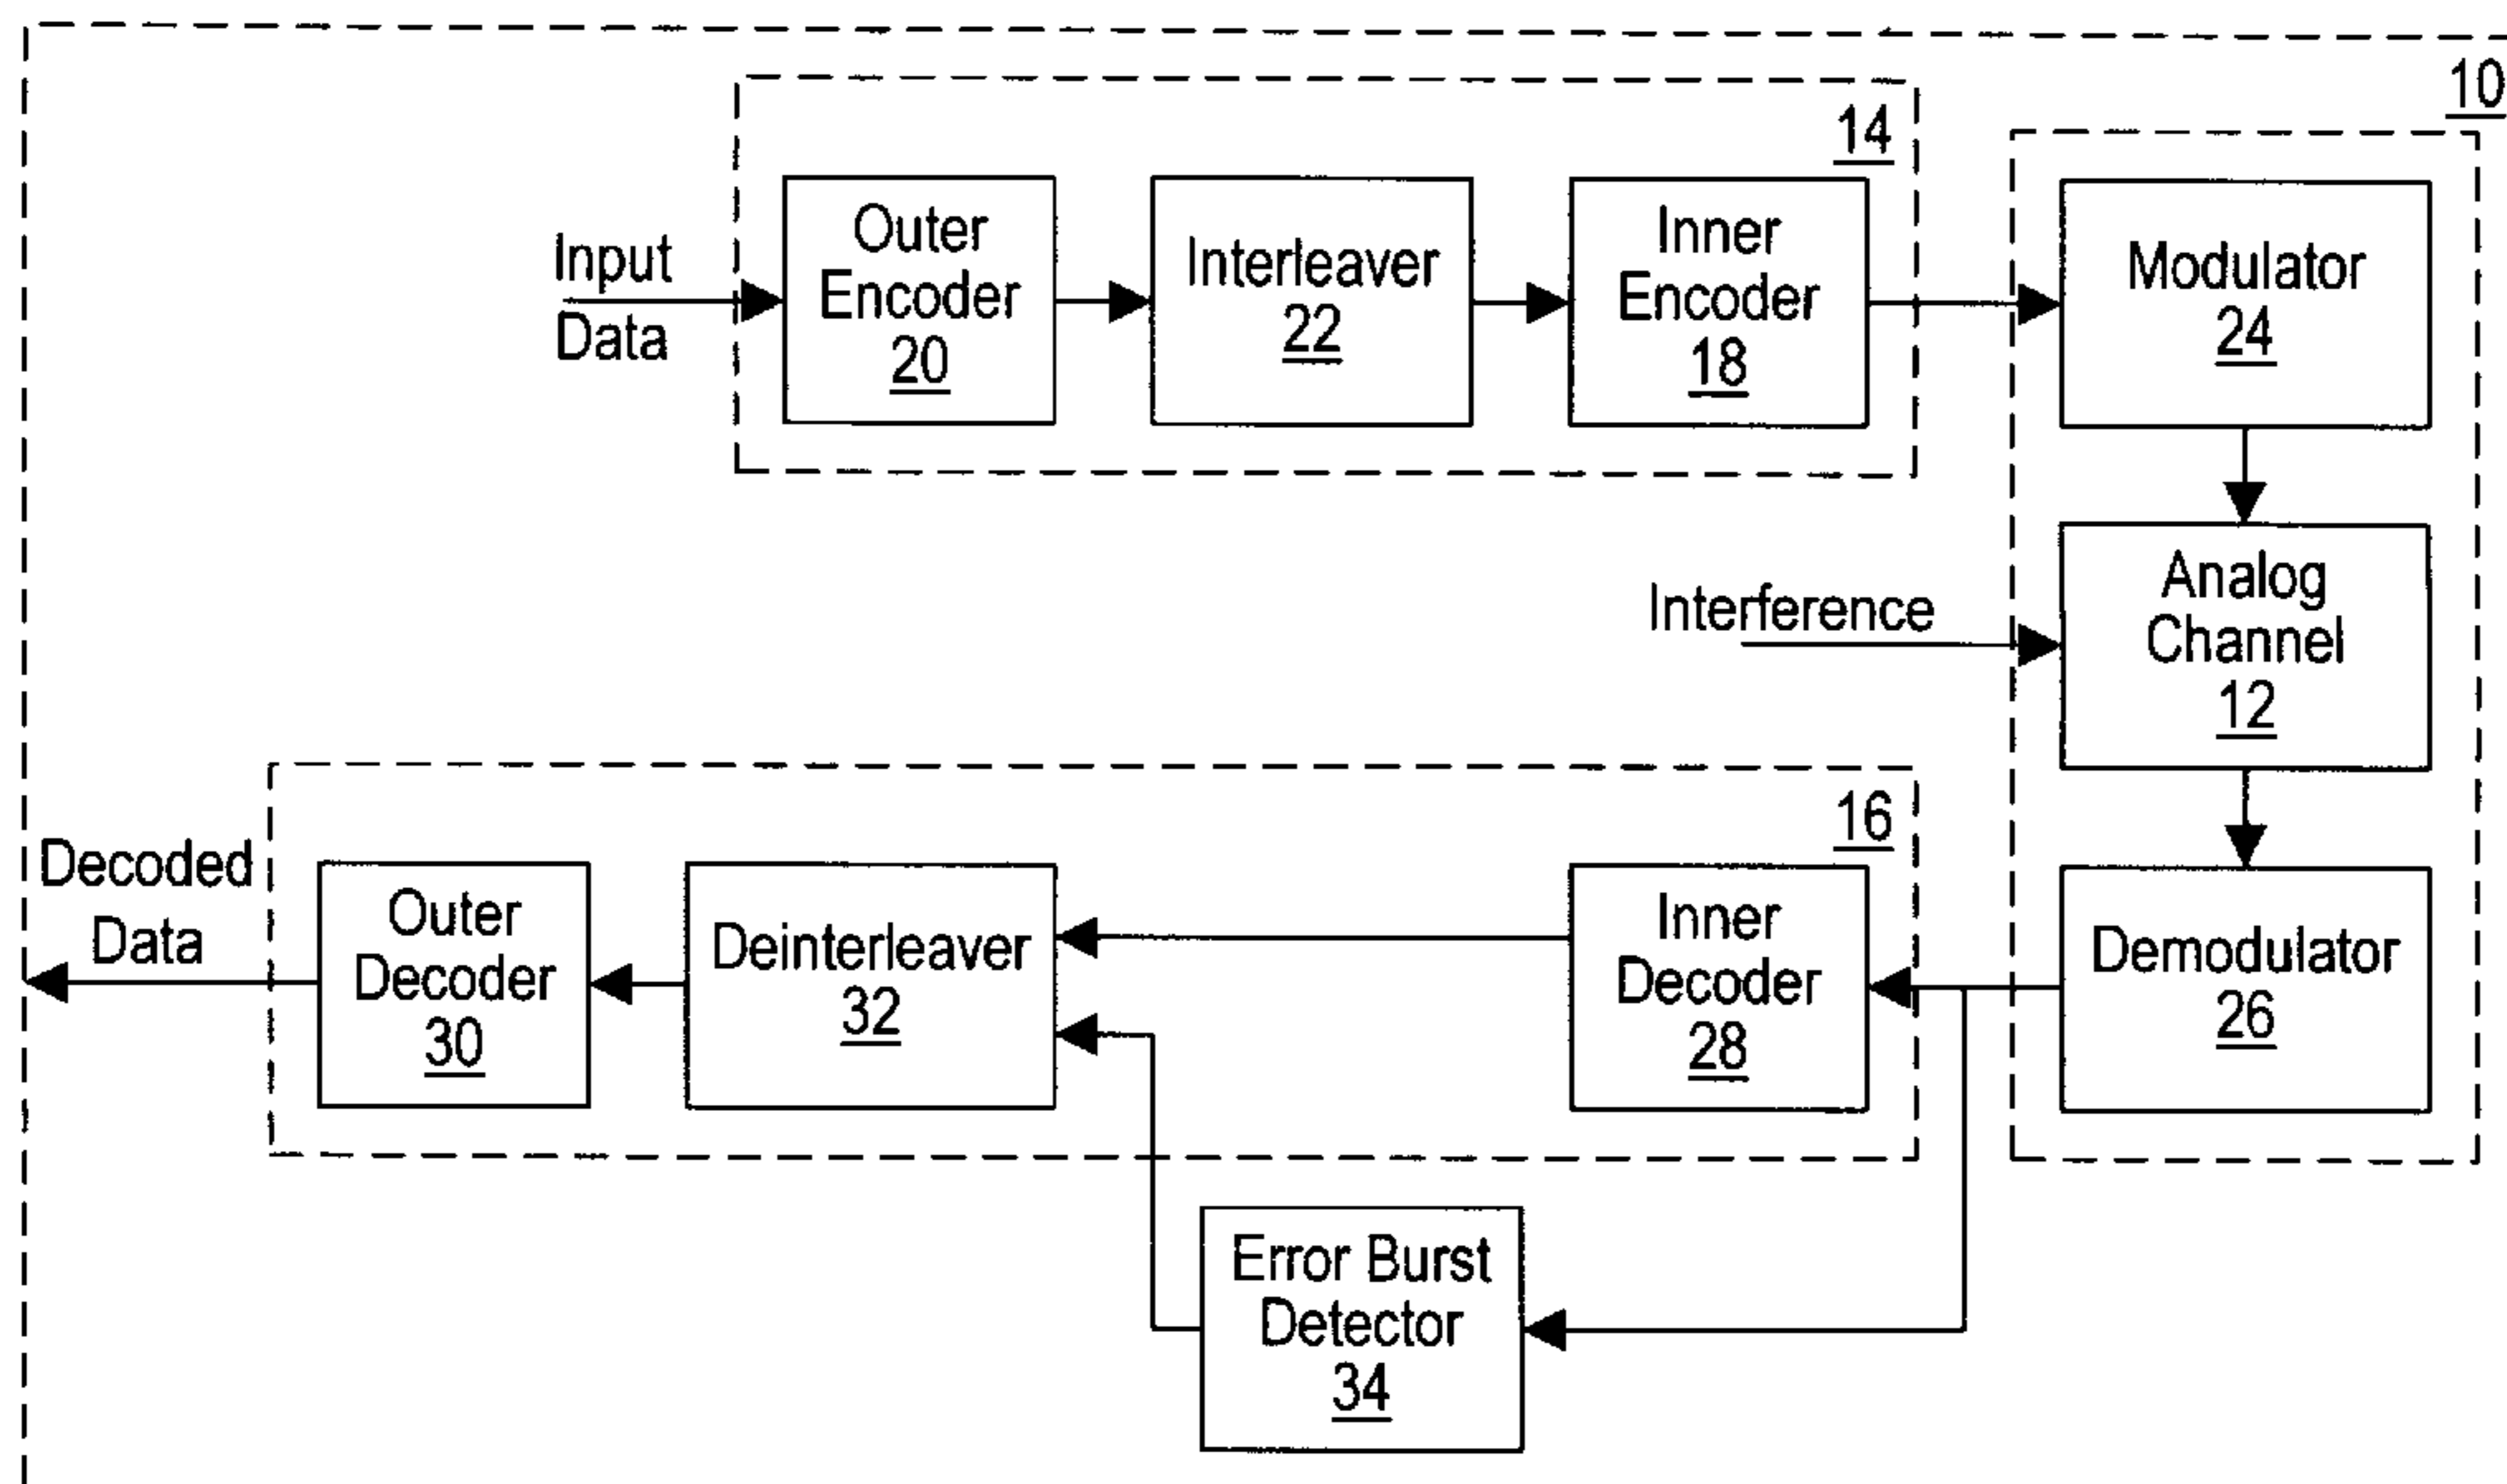 10
14
Input
Data
Outer
Encoder
20
Interleaver
22
Inner
Encoder
18
Modulator
24
Interference
Analog
Channel
12
16
Decoded
Data
Outer
Decoder
30
Deinterleaver
32
Inner
Decoder
28
Demodulator
26
Error Burst
Detector
34